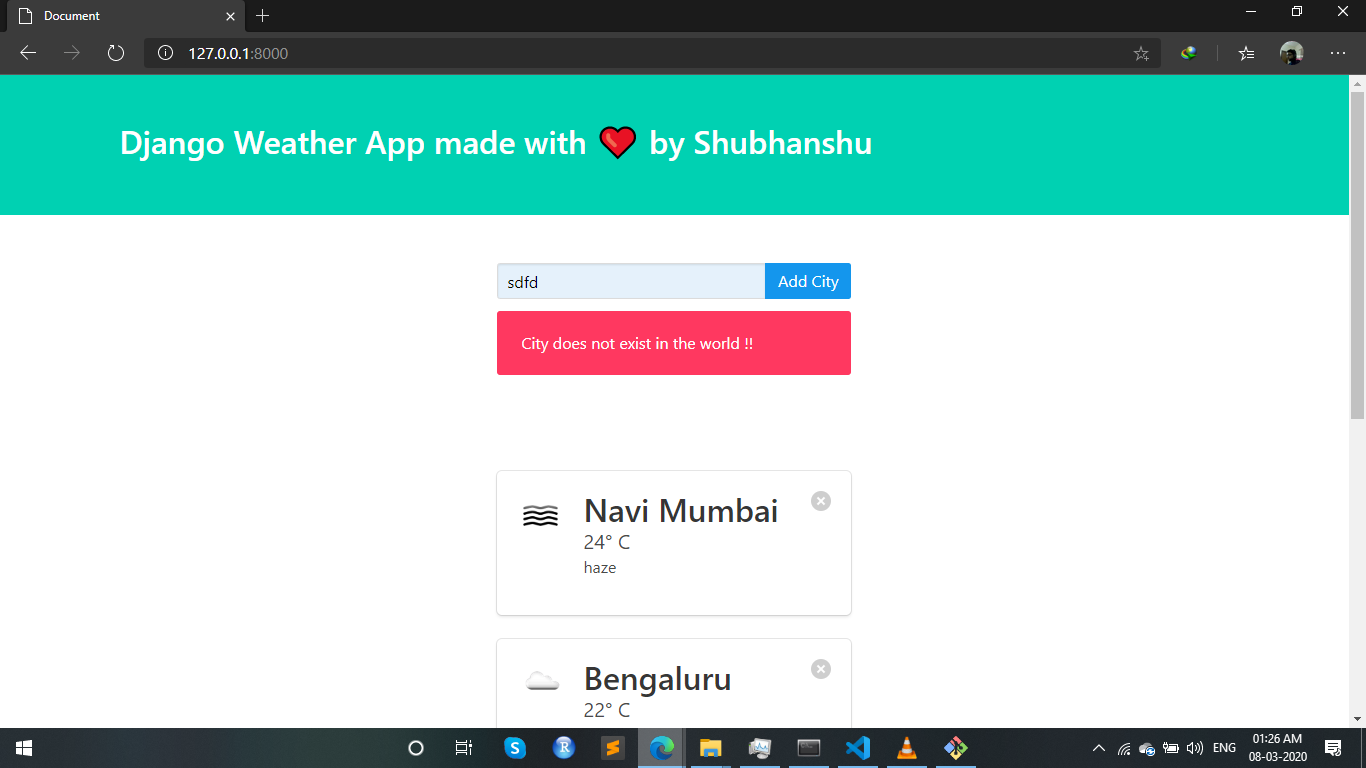 Document
127.0.0.1:8000
Django Weather App made with ❤ by Shubhanshu
sdfd
Add City
City does not exist in the world !!
Navi Mumbai
24° C
haze
Bengaluru
22° C
ENG
01:26 AM
08-03-2020